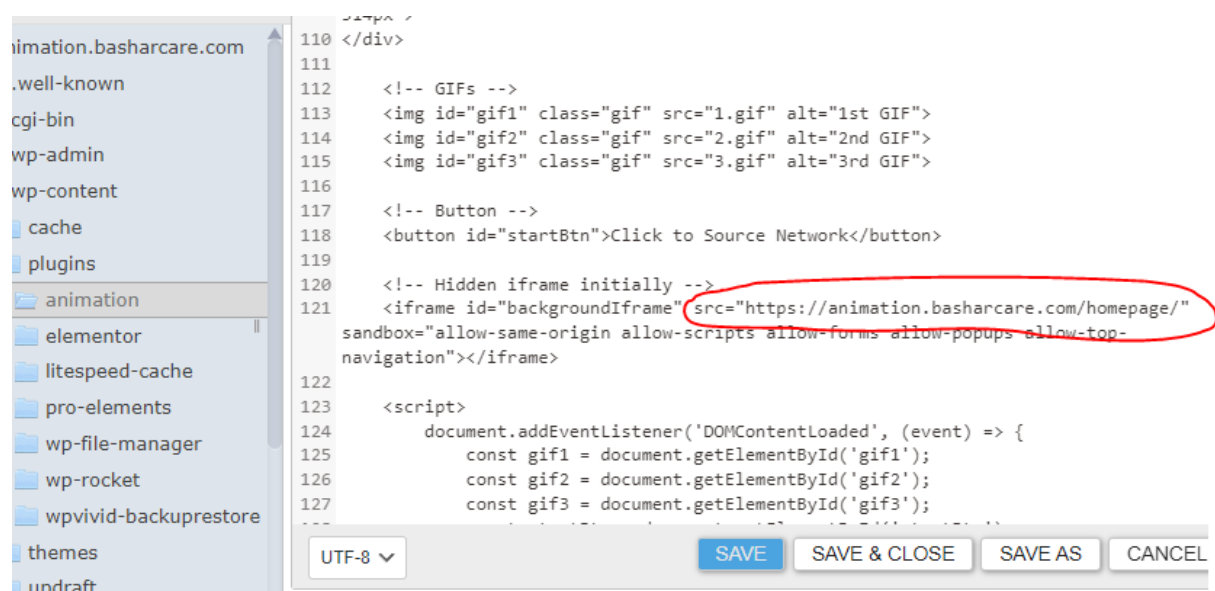 animation.basharcare.com
.well-known
cgi-bin
wp-admin
wp-content
cache
plugins
animation
elementor
litespeed-cache
pro-elements
wp-file-manager
wp-rocket
wpvivid-backuprestore
themes
updraft
110 </div>
111
112 <!-- GIFs -->
113 <img id="gif1" class="gif" src="1.gif" alt="1st GIF">
114 <img id="gif2" class="gif" src="2.gif" alt="2nd GIF">
115 <img id="gif3" class="gif" src="3.gif" alt="3rd GIF">
116
117 <!-- Button -->
118 <button id="startBtn">Click to Source Network</button>
119
120 <!-- Hidden iframe initially -->
121 <iframe id="backgroundIframe" src="https://animation.basharcare.com/homepage/"
sandbox="allow-same-origin allow-scripts allow-forms allow-popups allow-top-
navigation"></iframe>
122
123 <script>
124 document.addEventListener('DOMContentLoaded', (event) => {
125 const gif1 = document.getElementById('gif1');
126 const gif2 = document.getElementById('gif2');
127 const gif3 = document.getElementById('gif3');
UTF-8
SAVE
SAVE & CLOSE
SAVE AS
CANCEL